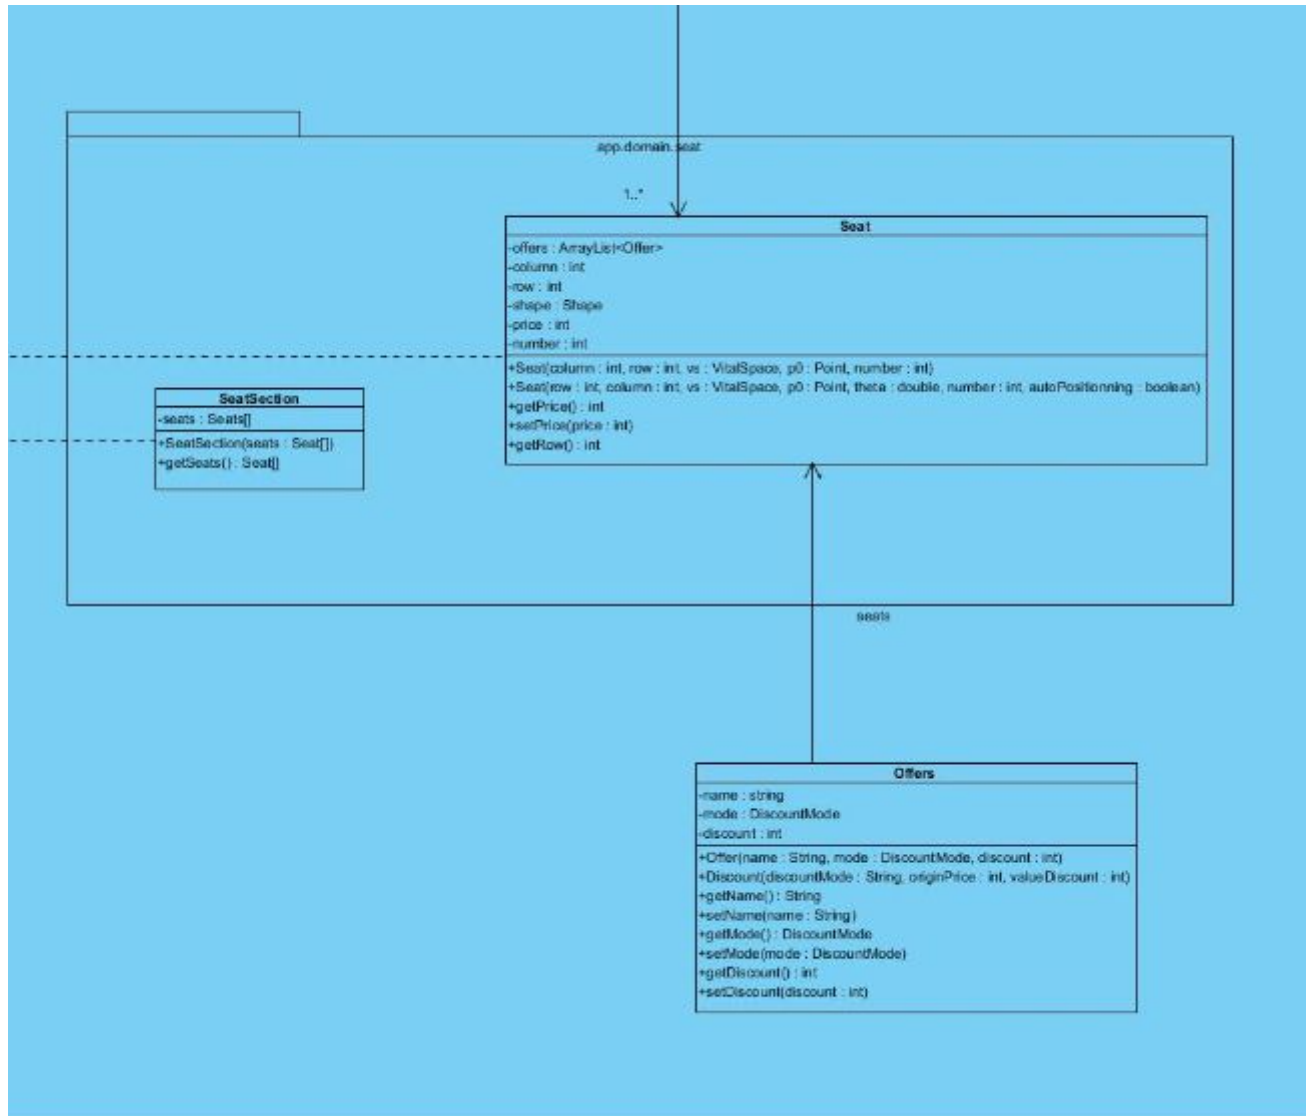 app.domain.seat
1..*
Seat
-offers : ArrayList<Offer>
-column : int
-row : int
-shape : Shape
-price : int
-number : int
+Seat(column : int, row : int, vs : VitalSpace, p0 : Point, number : int)
+Seat(row : int, column : int, vs : VitalSpace, p0 : Point, theta : double, number : int, autoPositionning : boolean)
+getPrice() : int
+setPrice(price : int)
+getRow() : int
SeatSection
-seats : Seats[]
+SeatSection(seats : Seat[])
+getSeats() : Seat[]
seats
Offers
-name : string
-mode : DiscountMode
-discount : int
+Offer(name : String, mode : DiscountMode, discount : int)
+Discount(discountMode : String, originPrice : int, valueDiscount : int)
+getName() : String
+setName(name : String)
+getMode() : DiscountMode
+setMode(mode : DiscountMode)
+getDiscount() : int
+setDiscount(discount : int)